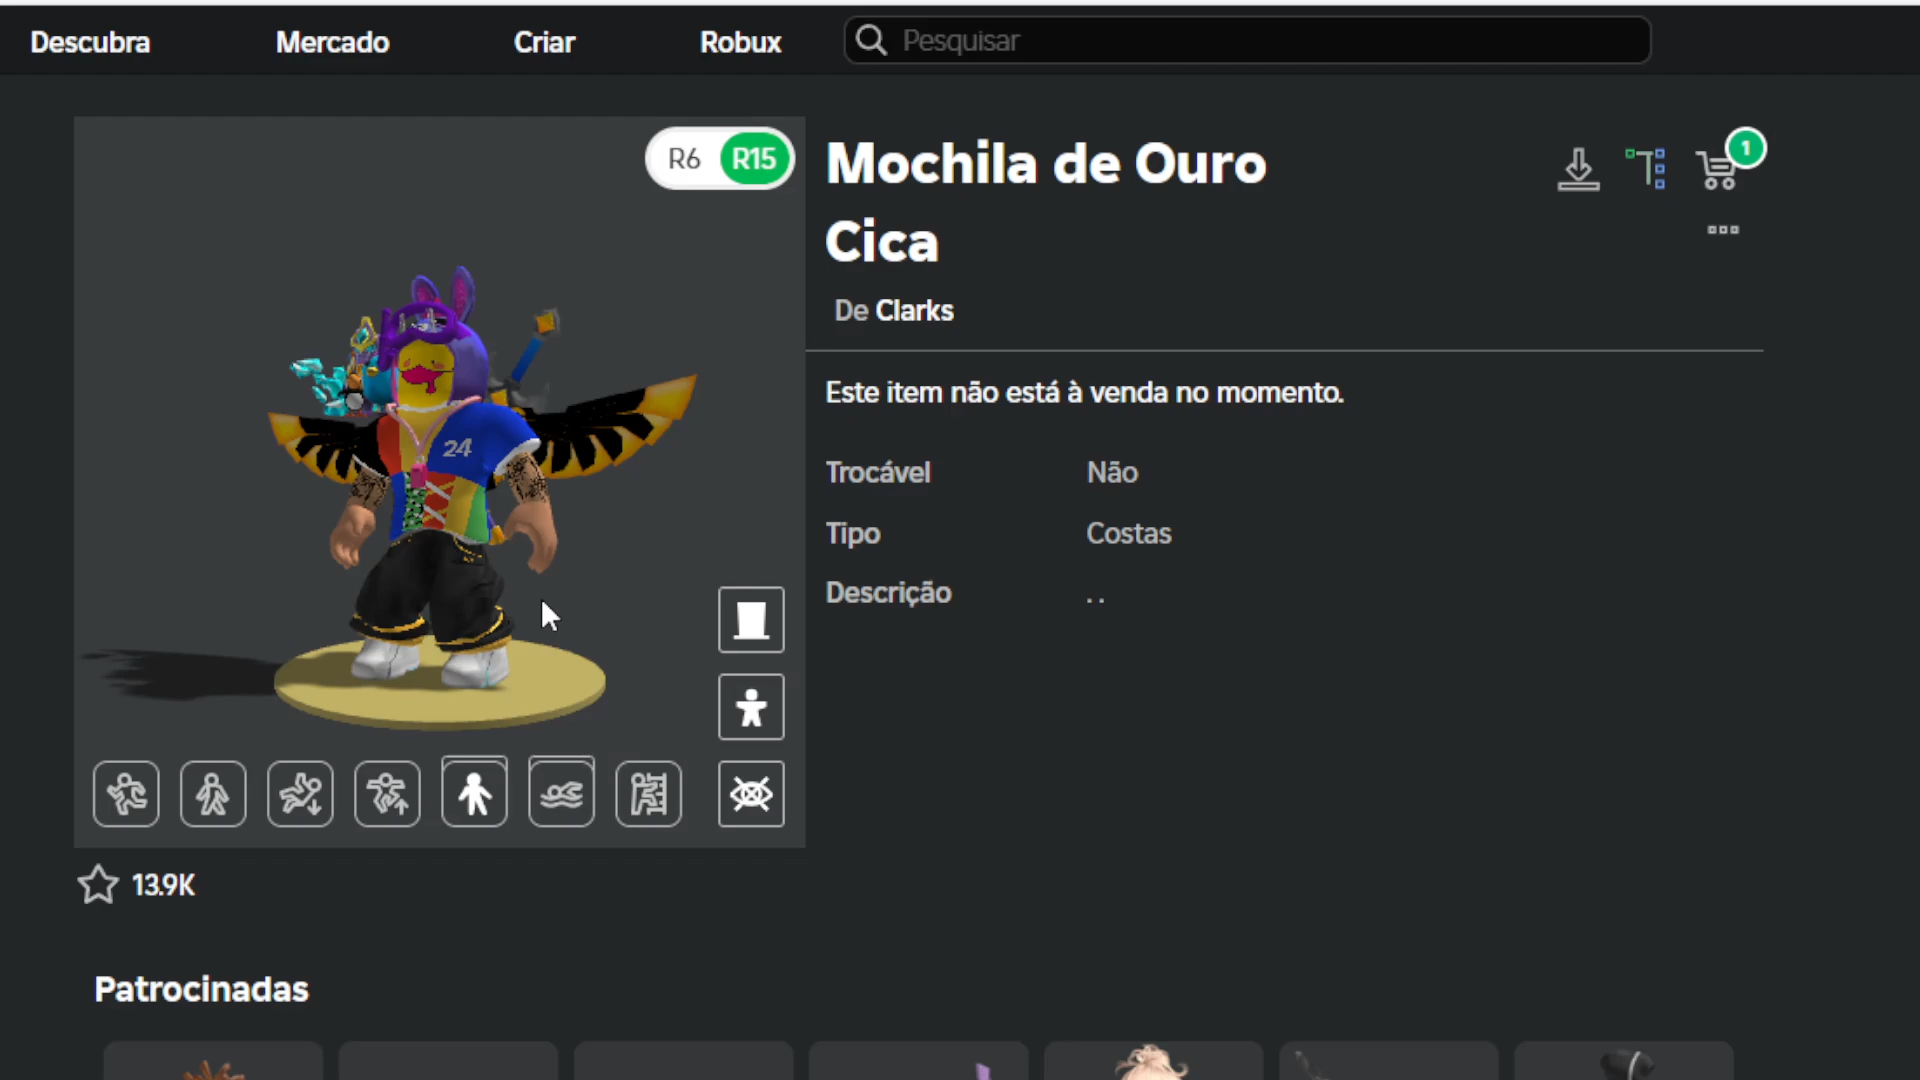 Descubra Mercado Criar Robux Pesquisar
R6 R15
Mochila de Ouro
Cica
1
De Clarks
Este item não está à venda no momento.
Trocável Não
Tipo Costas
Descrição . .
24
13.9K
Patrocinadas